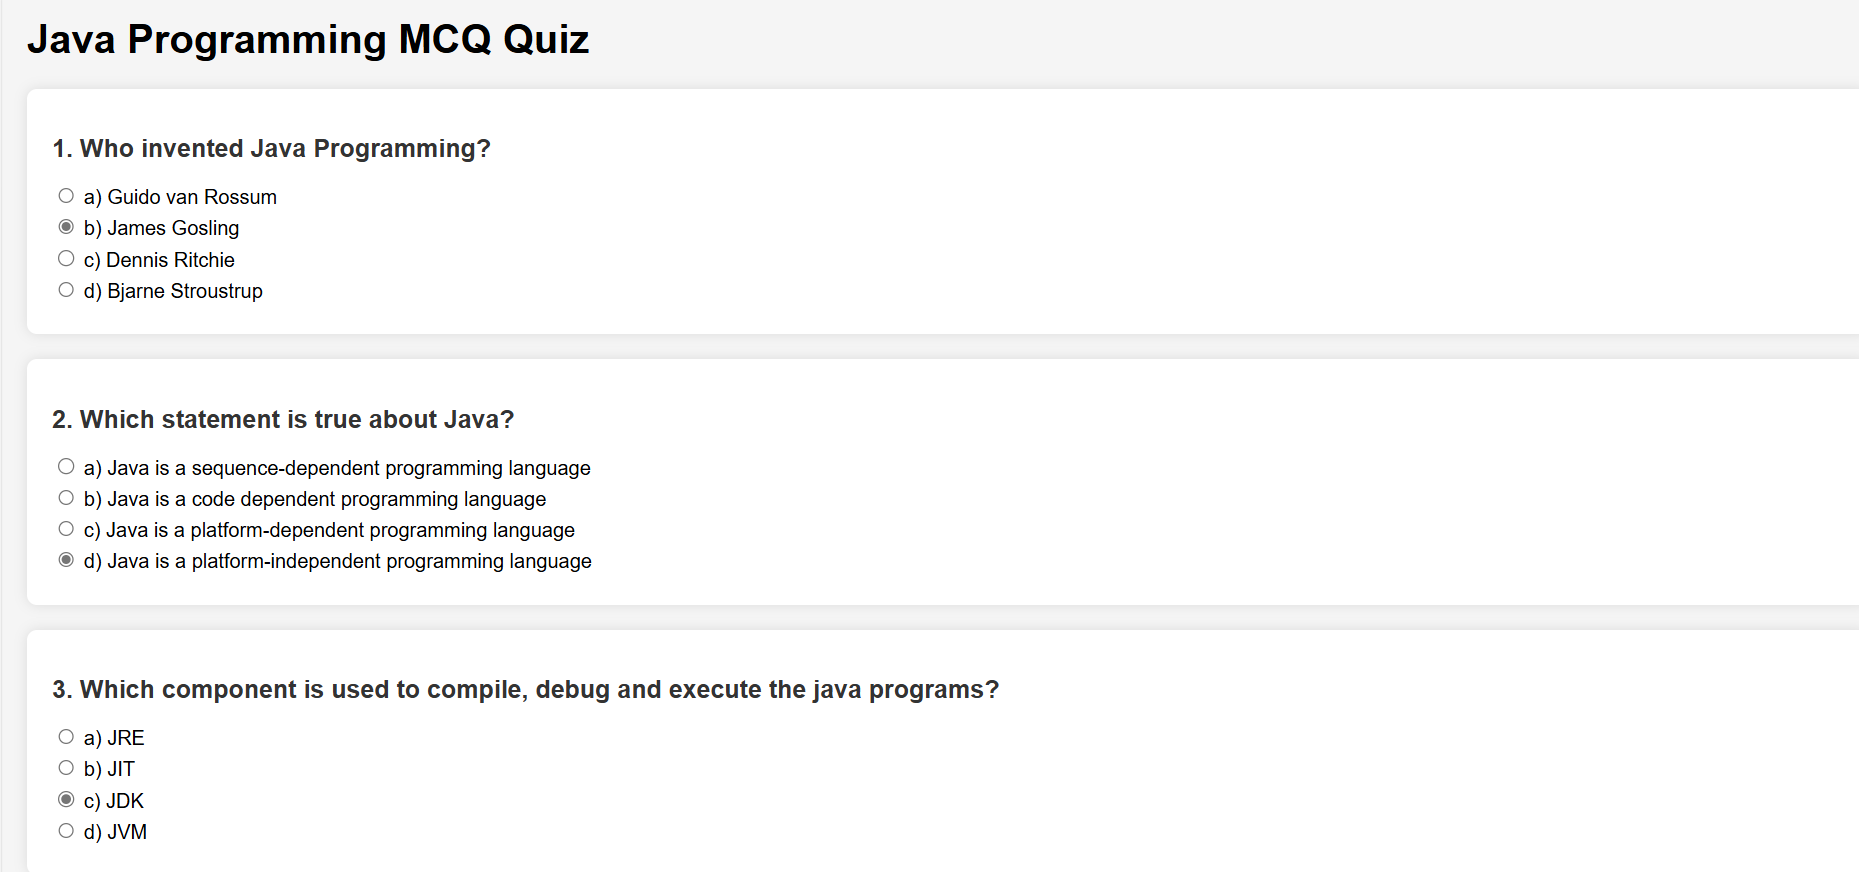 Java Programming MCQ Quiz
1. Who invented Java Programming?
a) Guido van Rossum
b) James Gosling
c) Dennis Ritchie
d) Bjarne Stroustrup
2. Which statement is true about Java?
a) Java is a sequence-dependent programming language
b) Java is a code dependent programming language
c) Java is a platform-dependent programming language
d) Java is a platform-independent programming language
3. Which component is used to compile, debug and execute the java programs?
a) JRE
b) JIT
c) JDK
d) JVM